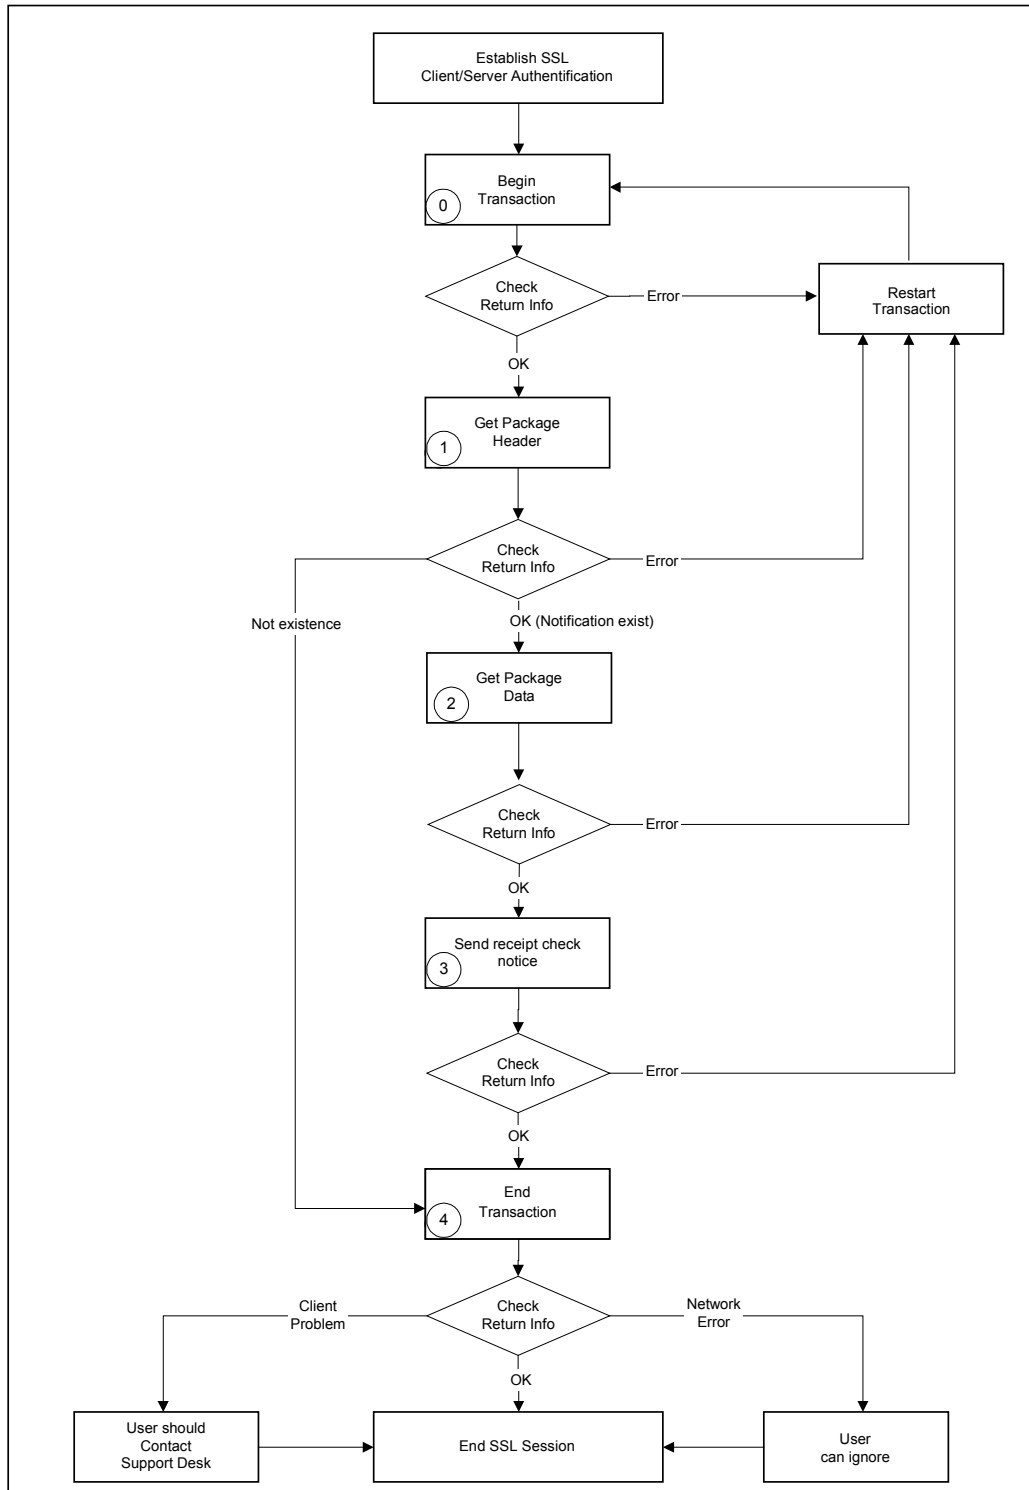 Establish SSL
Client/Server Authentification
Begin
Transaction
0
Check
Return Info
Error
Restart
Transaction
OK
Get Package
Header
1
Check
Return Info
Error
Not existence
OK (Notification exist)
Get Package
Data
2
Check
Return Info
Error
OK
Send receipt check
notice
3
Check
Return Info
Error
OK
End
Transaction
4
Client
Problem
Check
Return Info
Network
Error
OK
User should
Contact
Support Desk
End SSL Session
User
can ignore